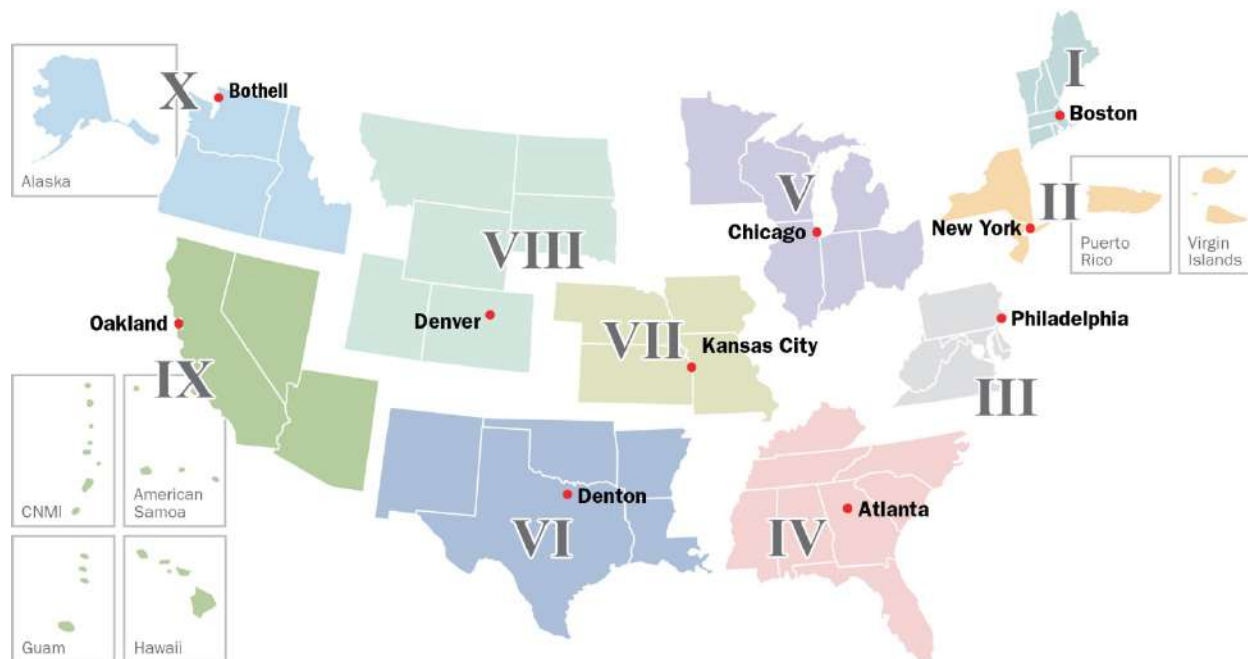 X
Bothell
Alaska
I
Boston
V
Chicago
II
New York
Puerto
Rico
Virgin
Islands
VIII
Denver
Oakland
IX
VII
Kansas City
Philadelphia
III
CNMI
American
Samoa
Guam
Hawaii
Denton
VI
Atlanta
IV